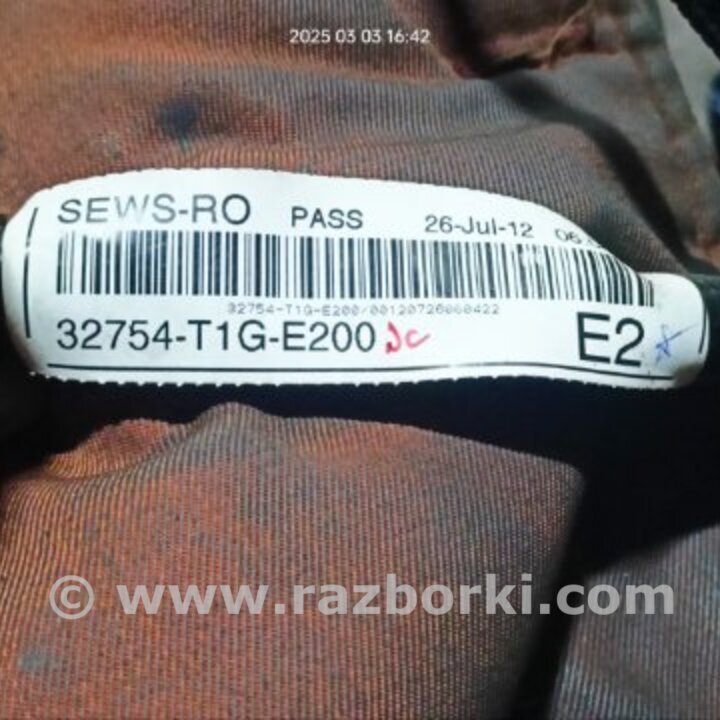 2025 03 03 16:42
SEWS-RO PASS 26-Jul-12
32754-T1G-E200/00120726060422
32754-T1G-E200 E2
© www.razborki.com